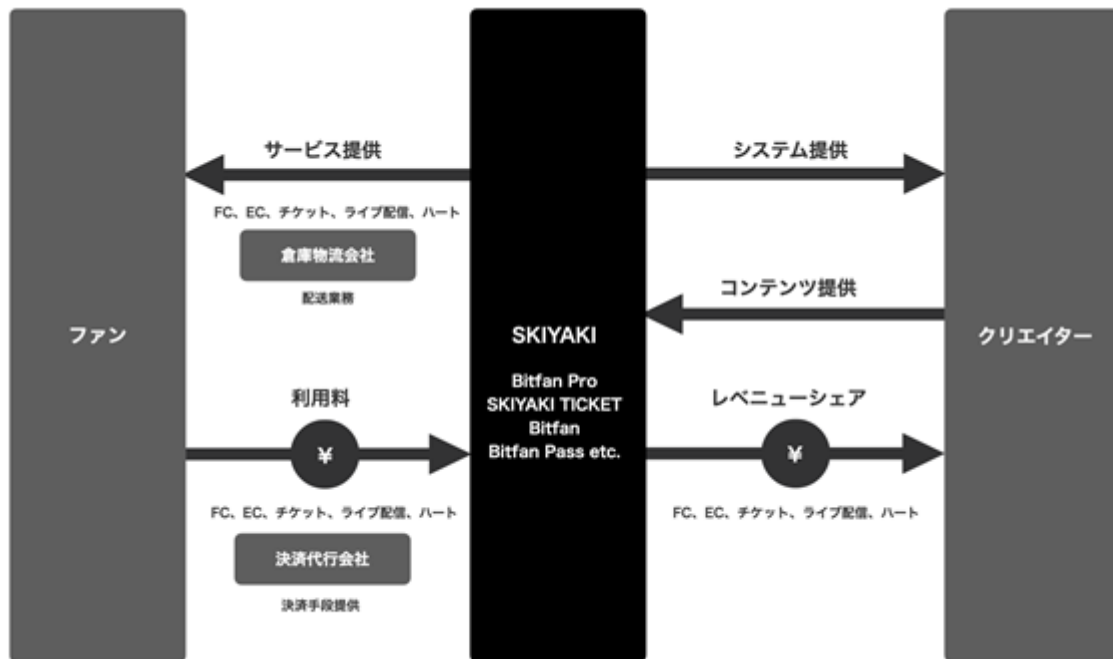 ファン
サービス提供
FC、EC、チケット、ライブ配信、ハート
倉庫物流会社
配送業務
利用料
¥
FC、EC、チケット、ライブ配信、ハート
決済代行会社
決済手段提供
SKIYAKI
Bitfan Pro
SKIYAKI TICKET
Bitfan
Bitfan Pass etc.
システム提供
コンテンツ提供
レベニューシェア
¥
FC、EC、チケット、ライブ配信、ハート
クリエイター